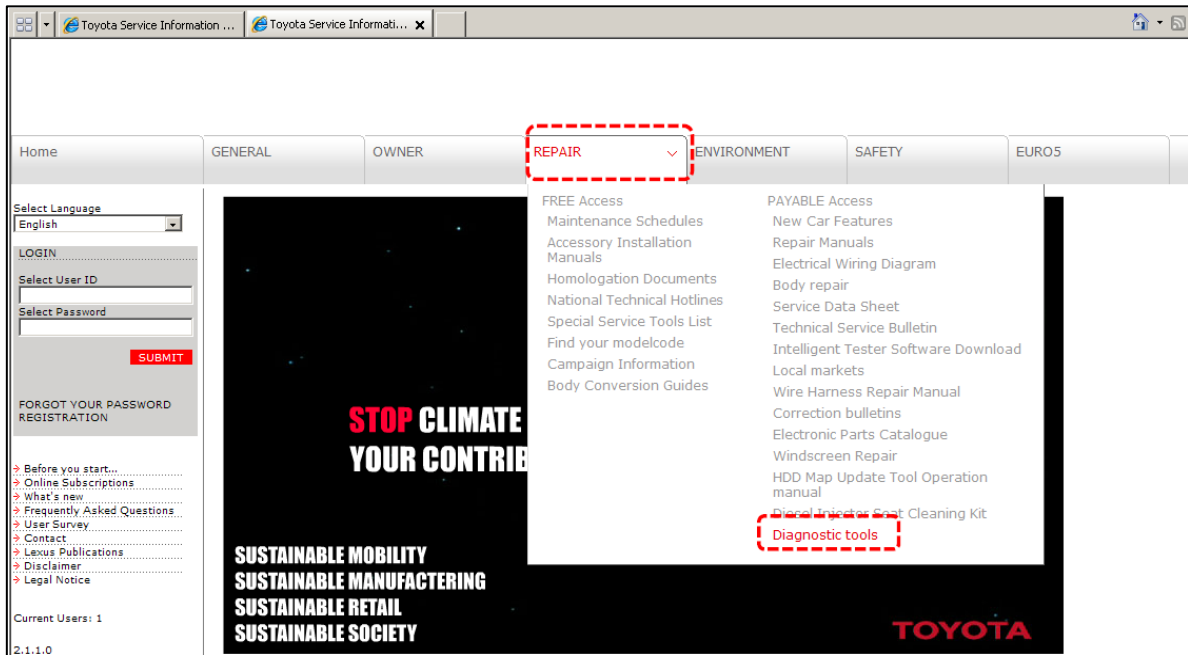 Toyota Service Information ...
Toyota Service Informati...
Home
GENERAL
OWNER
REPAIR
ENVIRONMENT
SAFETY
EURO5
Select Language
English
LOGIN
Select User ID
Select Password
SUBMIT
FORGOT YOUR PASSWORD
REGISTRATION
Before you start...
Online Subscriptions
What's new
Frequently Asked Questions
User Survey
Contact
Lexus Publications
Disclaimer
Legal Notice
Current Users: 1
2.1.1.0
FREE Access
Maintenance Schedules
Accessory Installation
Manuals
Homologation Documents
National Technical Hotlines
Special Service Tools List
Find your modelcode
Campaign Information
Body Conversion Guides
PAYABLE Access
New Car Features
Repair Manuals
Electrical Wiring Diagram
Body repair
Service Data Sheet
Technical Service Bulletin
Intelligent Tester Software Download
Local markets
Wire Harness Repair Manual
Correction bulletins
Electronic Parts Catalogue
Windscreen Repair
HDD Map Update Tool Operation
manual
Diesel Injector Seat Cleaning Kit
Diagnostic tools
STOP CLIMATE
YOUR CONTRIB
SUSTAINABLE MOBILITY
SUSTAINABLE MANUFACTERING
SUSTAINABLE RETAIL
SUSTAINABLE SOCIETY
TOYOTA